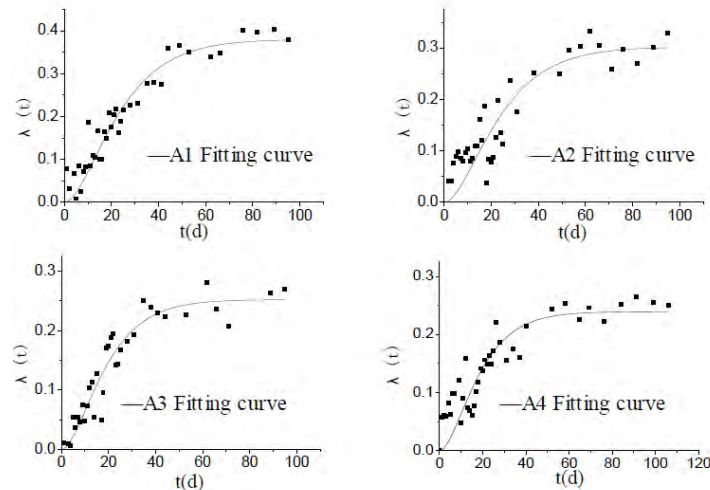 0.4
0.3
0.2
0.1
0.0
λ (t)
A1 Fitting curve
0 20 40 60 80 100
t(d)
0.4
0.3
0.2
0.1
0.0
λ (t)
A2 Fitting curve
0 20 40 60 80 100
t(d)
0.3
0.2
0.1
0.0
λ (t)
A3 Fitting curve
0 20 40 60 80 100
t(d)
0.3
0.2
0.1
0.0
λ (t)
A4 Fitting curve
0 20 40 60 80 100 120
t(d)